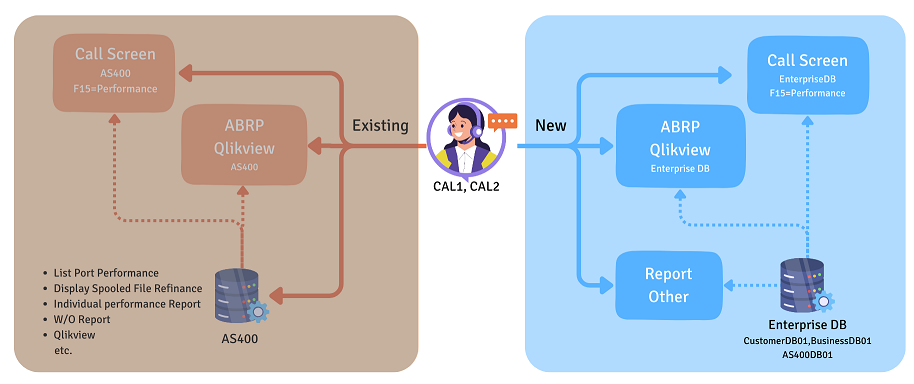 Call Screen
AS400
F15=Performance
ABRP
Qlikview
AS400
Existing
List Port Performance
Display Spooled File Refinance
Individual performance Report
W/O Report
Qlikview
etc.
AS400
CAL1, CAL2
New
Call Screen
EnterpriseDB
F15=Performance
ABRP
Qlikview
Enterprise DB
Report
Other
Enterprise DB
CustomerDB01,BusinessDB01
AS400DB01